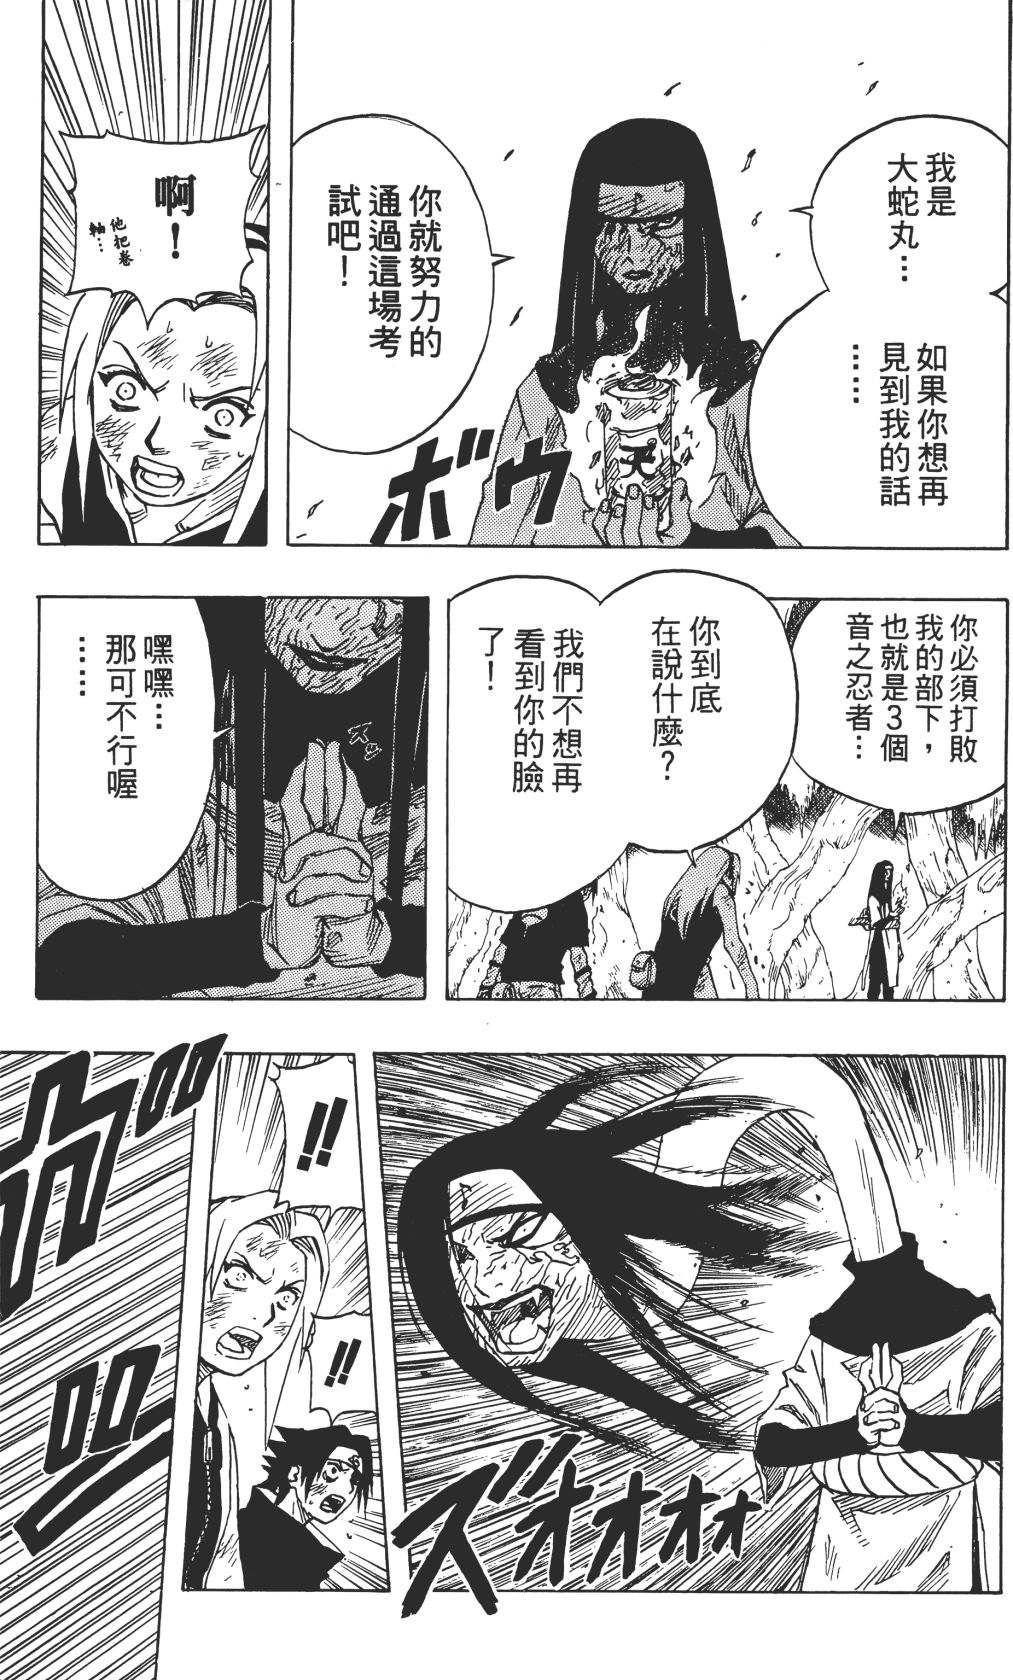 我是
大蛇丸…
如果你想再
見到我的話
……
你就努力的
通過這場考
試吧！
ボウ
天
啊！
他把卷
軸…
你必須打敗
我的部下，
也就是3個
音之忍者…
你到底
在說什麼？
我們不想再
看到你的臉
了！
嘿嘿…
那可不行喔
……
ズズ
ズオオオオ
!!
!!